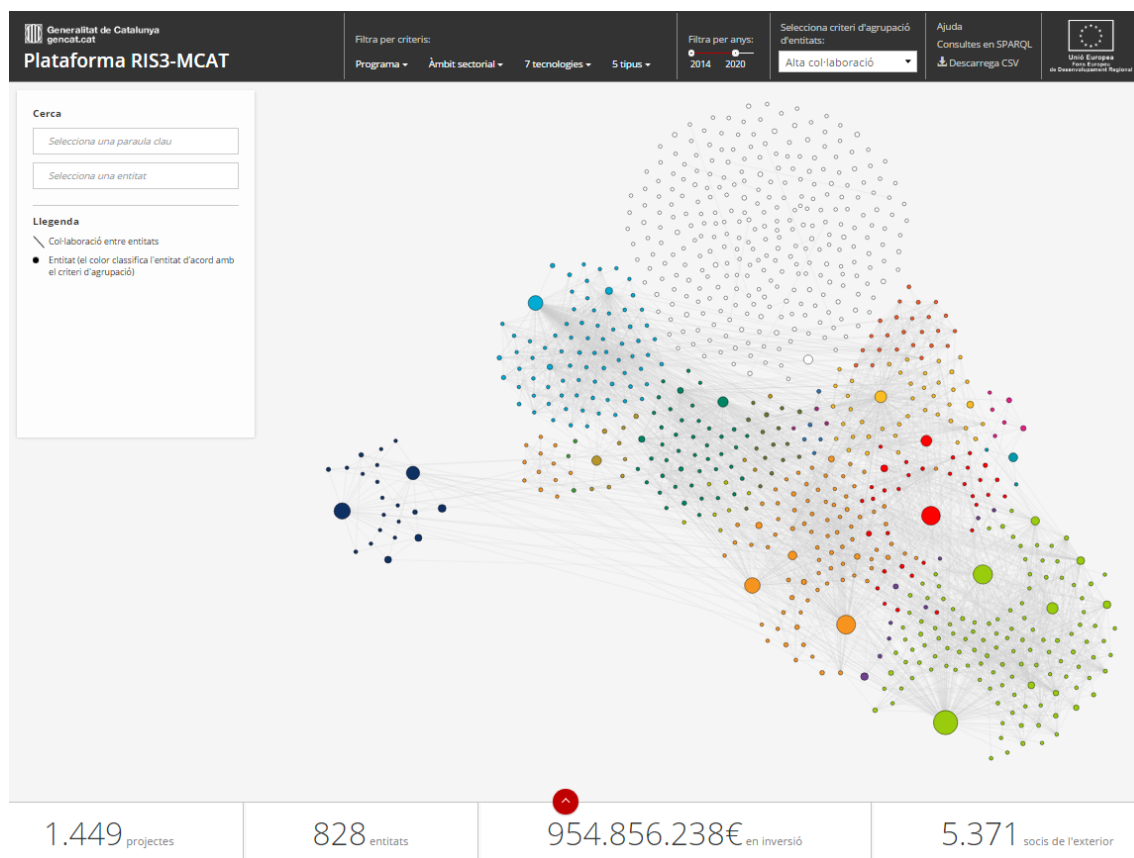 Generalitat de Catalunya
gencat.cat
Plataforma RIS3-MCAT
Filtra per criteris:
Programa
Àmbit sectorial
7 tecnologies
5 tipus
Filtra per anys:
2014 2020
Selecciona criteri d'agrupació
d'entitats:
Alta col·laboració
Ajuda
Consultes en SPARQL
Descarrega CSV
Unió Europea
Fons Europeu
de Desenvolupament Regional
Cerca
Selecciona una paraula clau
Selecciona una entitat
Llegenda
Col·laboració entre entitats
Entitat (el color classifica l'entitat d'acord amb
el criteri d'agrupació)
1.449 projectes
828 entitats
954.856.238€ en inversió
5.371 socis de l'exterior